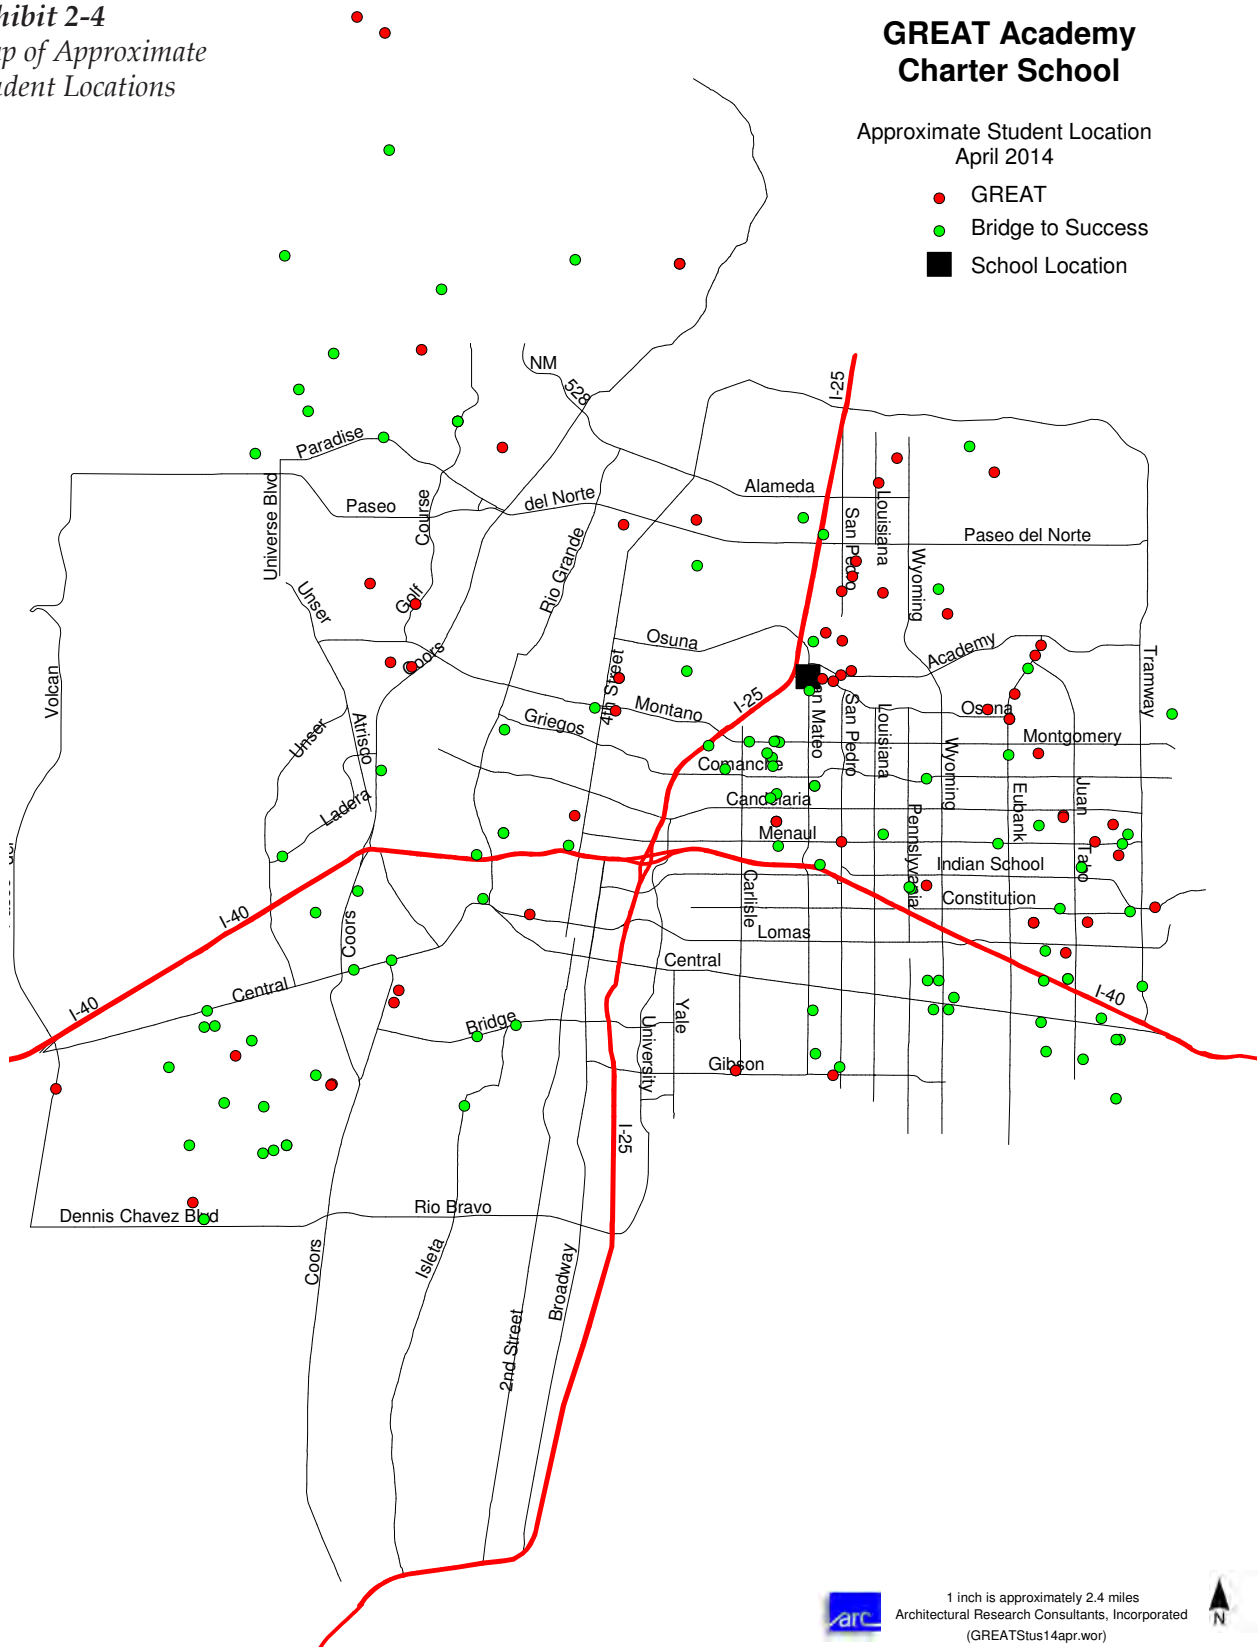 hibit 2-4
p of Approximate
udent Locations
GREAT Academy
Charter School
Approximate Student Location
April 2014
GREAT
Bridge to Success
School Location
NM
528
I-25
Paradise
Universe Blvd
Paseo
Course
del Norte
Alameda
San Pedro
Louisiana
Paseo del Norte
Wyoming
Rio Grande
Golf
Unser
Osuna
Academy
Tramway
Coors
Volcan
4th Street
Montano
I-25
Griegos
an Mateo
San Pedro
Louisiana
Osuna
Montgomery
Wyoming
Unser
Atrisco
Comanche
Ladera
Candelaria
Eubank
Juan
Menaul
Pennsylvania
Tabo
Indian School
Carlisle
Constitution
I-40
Coors
Lomas
Central
Central
I-40
I-40
Bridge
University
Yale
Gibson
I-25
Dennis Chavez Blvd
Rio Bravo
Coors
Isleta
Broadway
2nd Street
arc
1 inch is approximately 2.4 miles
Architectural Research Consultants, Incorporated
(GREATStus14apr.wor)
N